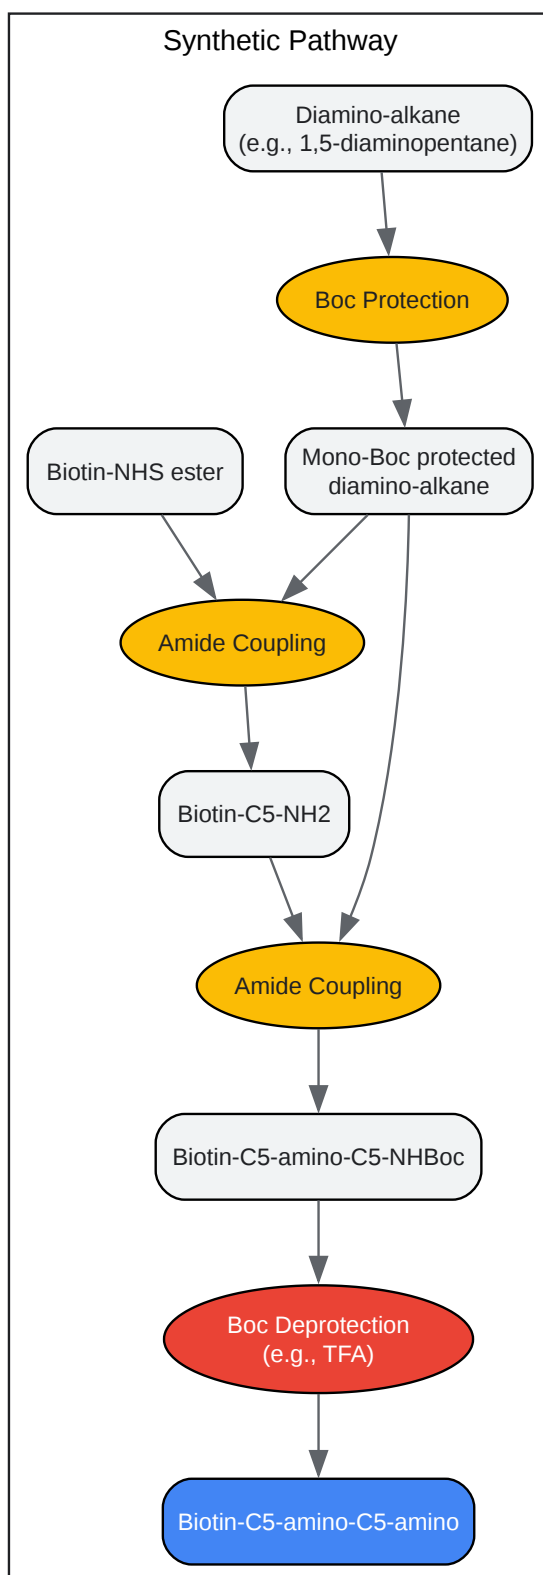 Synthetic Pathway
Diamino-alkane
(e.g., 1,5-diaminopentane)
Boc Protection
Biotin-NHS ester
Mono-Boc protected
diamino-alkane
Amide Coupling
Biotin-C5-NH2
Amide Coupling
Biotin-C5-amino-C5-NHBoc
Boc Deprotection
(e.g., TFA)
Biotin-C5-amino-C5-amino